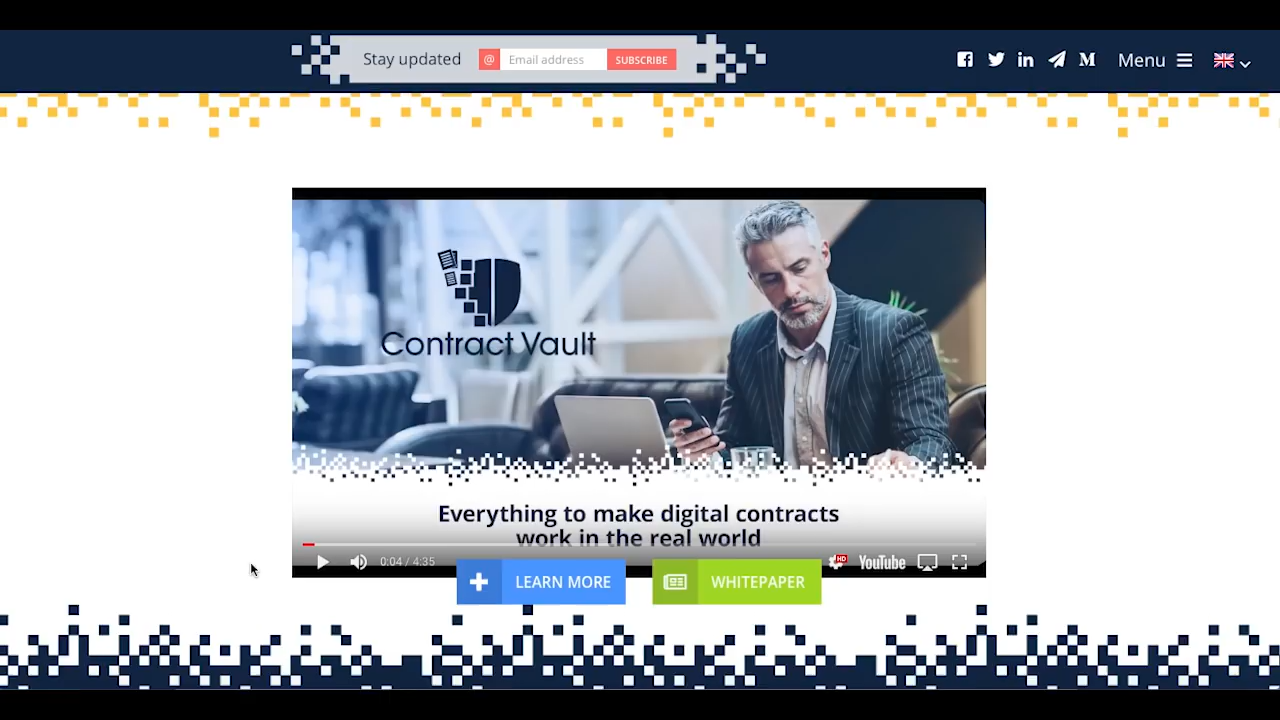 Stay updated
@ Email address SUBSCRIBE
M
Menu
Contract Vault
Everything to make digital contracts
work in the real world
0:04 / 4:35
HD
YouTube
LEARN MORE
WHITEPAPER